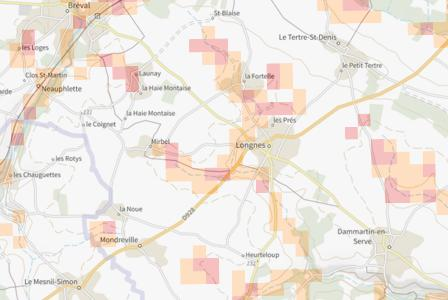 Bréval
St-Blaise
Le Tertre-St-Denis
les Loges
le Petit Tertre
Clos St-Martin
Launay
la Fortelle
Neauphlette
la Haie Montaise
131
la Haie Montaise
le Coignet
les Prés
Mirbel
Longnes
les Rotys
les Chauguettes
la Noue
D928
Dammartin-en-
Serve
Mondreville
Heurteloup
Le Mesnil-Simon